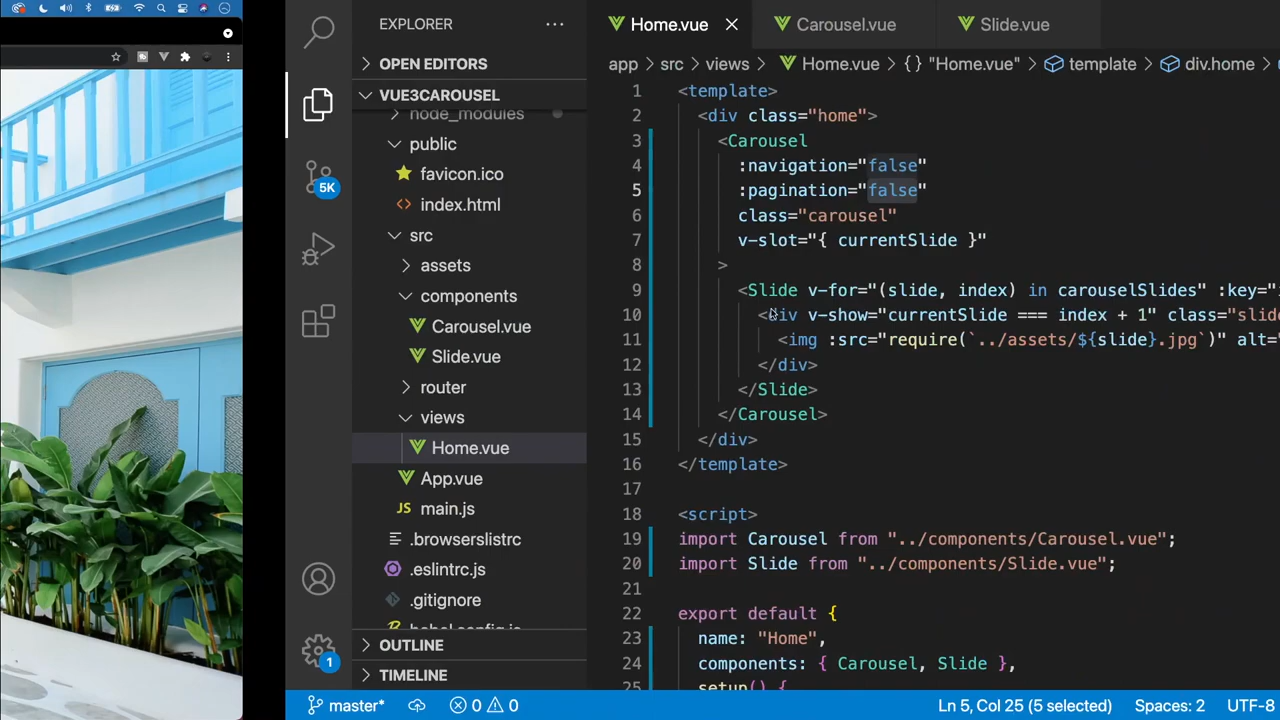 EXPLORER
OPEN EDITORS
VUE3CAROUSEL
node_modules
public
favicon.ico
index.html
src
assets
components
Carousel.vue
Slide.vue
router
views
Home.vue
App.vue
main.js
.browserslistrc
.eslintrc.js
.gitignore
babel.config.js
OUTLINE
TIMELINE
5K
1
Home.vue
Carousel.vue
Slide.vue
app > src > views > Home.vue > {} "Home.vue" > template > div.home
1 <template>
2 <div class="home">
3 <Carousel
4 :navigation="false"
5 :pagination="false"
6 class="carousel"
7 v-slot="{ currentSlide }"
8 >
9 <Slide v-for="(slide, index) in carouselSlides" :key="
10 <div v-show="currentSlide === index + 1" class="slide
11 <img :src="require(`../assets/${slide}.jpg`)" alt=
12 </div>
13 </Slide>
14 </Carousel>
15 </div>
16 </template>
17
18 <script>
19 import Carousel from "../components/Carousel.vue";
20 import Slide from "../components/Slide.vue";
21
22 export default {
23 name: "Home",
24 components: { Carousel, Slide },
25 setup() {
master*
0 0
Ln 5, Col 25 (5 selected)
Spaces: 2
UTF-8